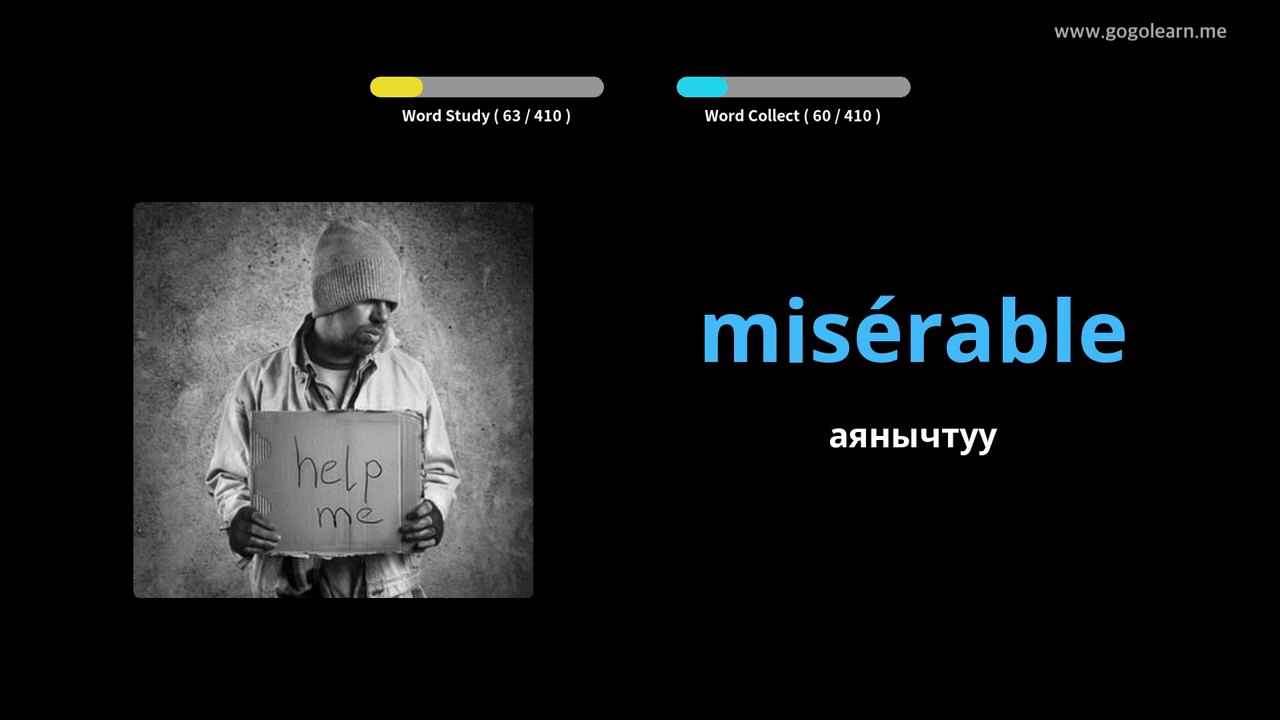 www.gogolearn.me
Word Study ( 63 / 410 )
Word Collect ( 60 / 410 )
misérable
аянычтуу
help
me